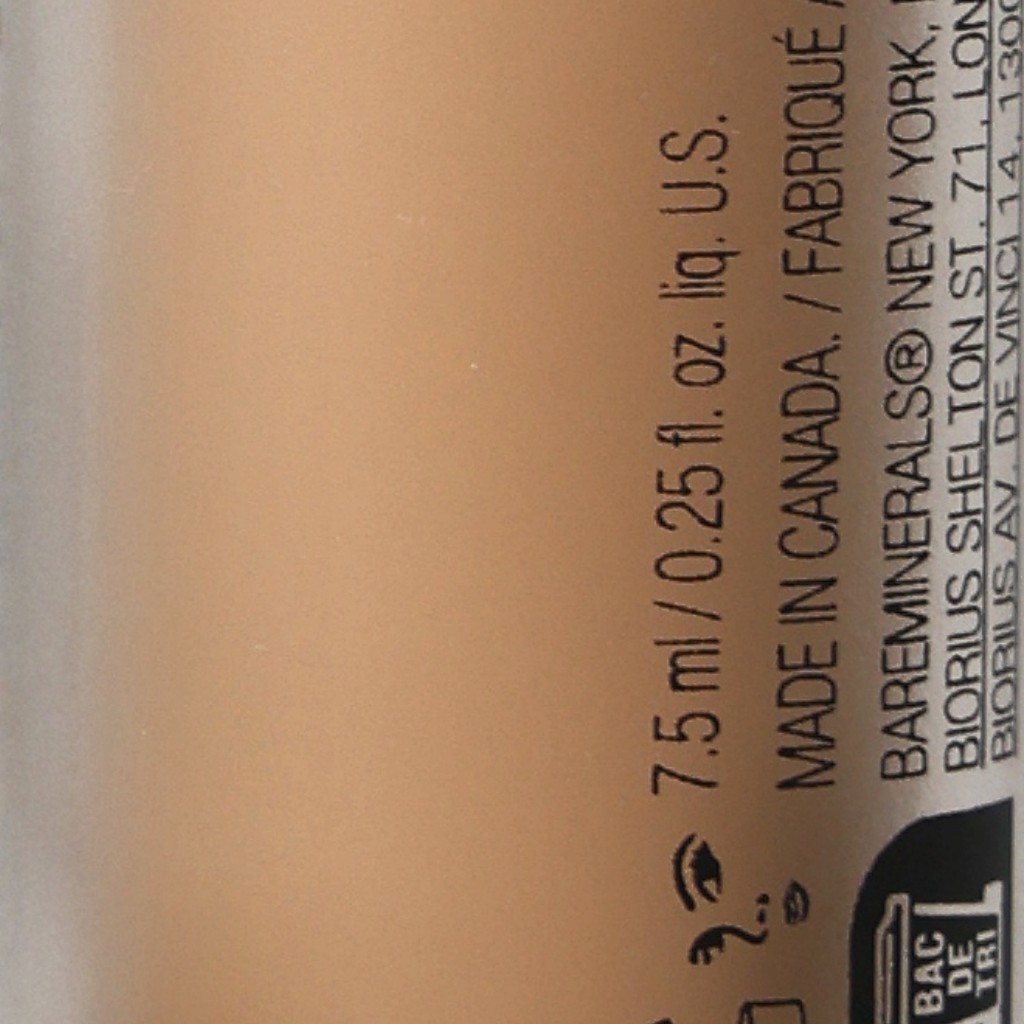 7.5 ml / 0.25 fl. oz. liq. U.S.
MADE IN CANADA. / FABRIQUÉ
BAREMINERALS® NEW YORK,
BIORIUS SHELTON ST. 71, LON
BIORIUS AV. DE VINCI 14, 1300
BAC
DE
TRI